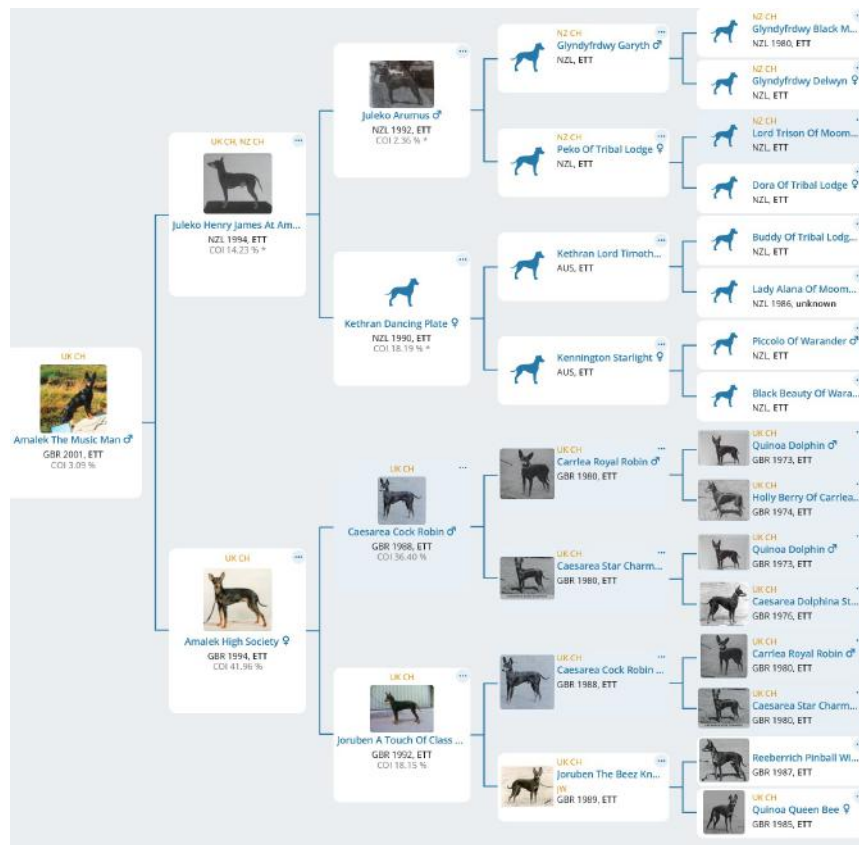 UK CH
Amalek The Music Man ♂
GBR 2001, ETT
COI 3.09 %
UK CH, NZ CH
Juleko Henry James At Am...
NZL 1994, ETT
COI 14.23 % *
UK CH
Amalek High Society ♀
GBR 1994, ETT
COI 41.96 %
Juleko Arumus ♂
NZL 1992, ETT
COI 2.36 % *
Kethran Dancing Plate ♀
NZL 1990, ETT
COI 18.19 % *
UK CH
Caesarea Cock Robin ♂
GBR 1988, ETT
COI 36.40 %
UK CH
Joruben A Touch Of Class ...
GBR 1992, ETT
COI 18.15 %
NZ CH
Glyndyfrdwy Garyth ♂
NZL, ETT
NZ CH
Peko Of Tribal Lodge ♀
NZL, ETT
Kethran Lord Timoth...
AUS, ETT
Kennington Starlight ♀
AUS, ETT
UK CH
Carrlea Royal Robin ♂
GBR 1980, ETT
UK CH
Caesarea Star Charm...
GBR 1980, ETT
UK CH
Caesarea Cock Robin ...
GBR 1988, ETT
UK CH
Joruben The Beez Kn...
JW
GBR 1989, ETT
NZ CH
Glyndyfrdwy Black M...
NZL 1980, ETT
NZ CH
Glyndyfrdwy Delwyn ♀
NZL, ETT
NZ CH
Lord Trison Of Moom...
NZL, ETT
Dora Of Tribal Lodge ♀
NZL, ETT
Buddy Of Tribal Lodg...
NZL, ETT
Lady Alana Of Moom...
NZL 1986, unknown
Piccolo Of Warander ♂
NZL, ETT
Black Beauty Of Wara...
NZL, ETT
UK CH
Quinoa Dolphin ♂
GBR 1973, ETT
UK CH
Holly Berry Of Carrlea...
GBR 1974, ETT
UK CH
Quinoa Dolphin ♂
GBR 1973, ETT
UK CH
Caesarea Dolphina St...
GBR 1976, ETT
UK CH
Carrlea Royal Robin ♂
GBR 1980, ETT
UK CH
Caesarea Star Charm...
GBR 1980, ETT
Reeberrich Pinball Wi...
GBR 1987, ETT
UK CH
Quinoa Queen Bee ♀
GBR 1985, ETT